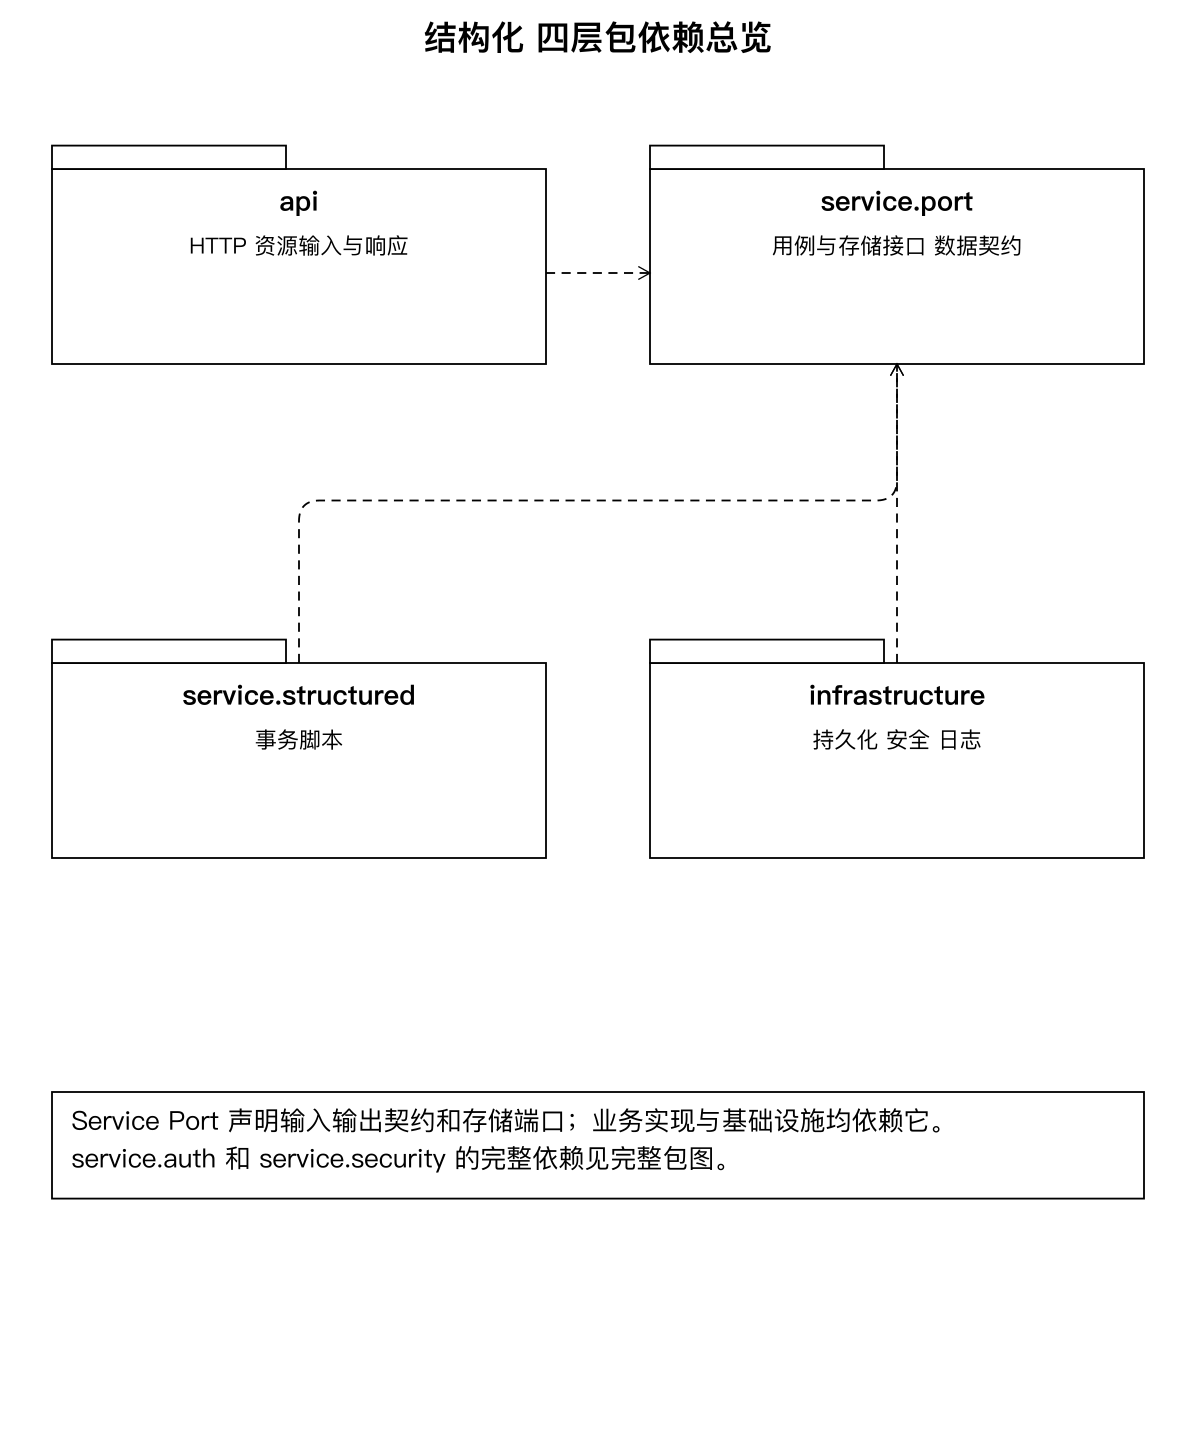 结构化 四层包依赖总览
api
HTTP 资源输入与响应
service.port
用例与存储接口 数据契约
service.structured
事务脚本
infrastructure
持久化 安全 日志
Service Port 声明输入输出契约和存储端口；业务实现与基础设施均依赖它。
service.auth 和 service.security 的完整依赖见完整包图。